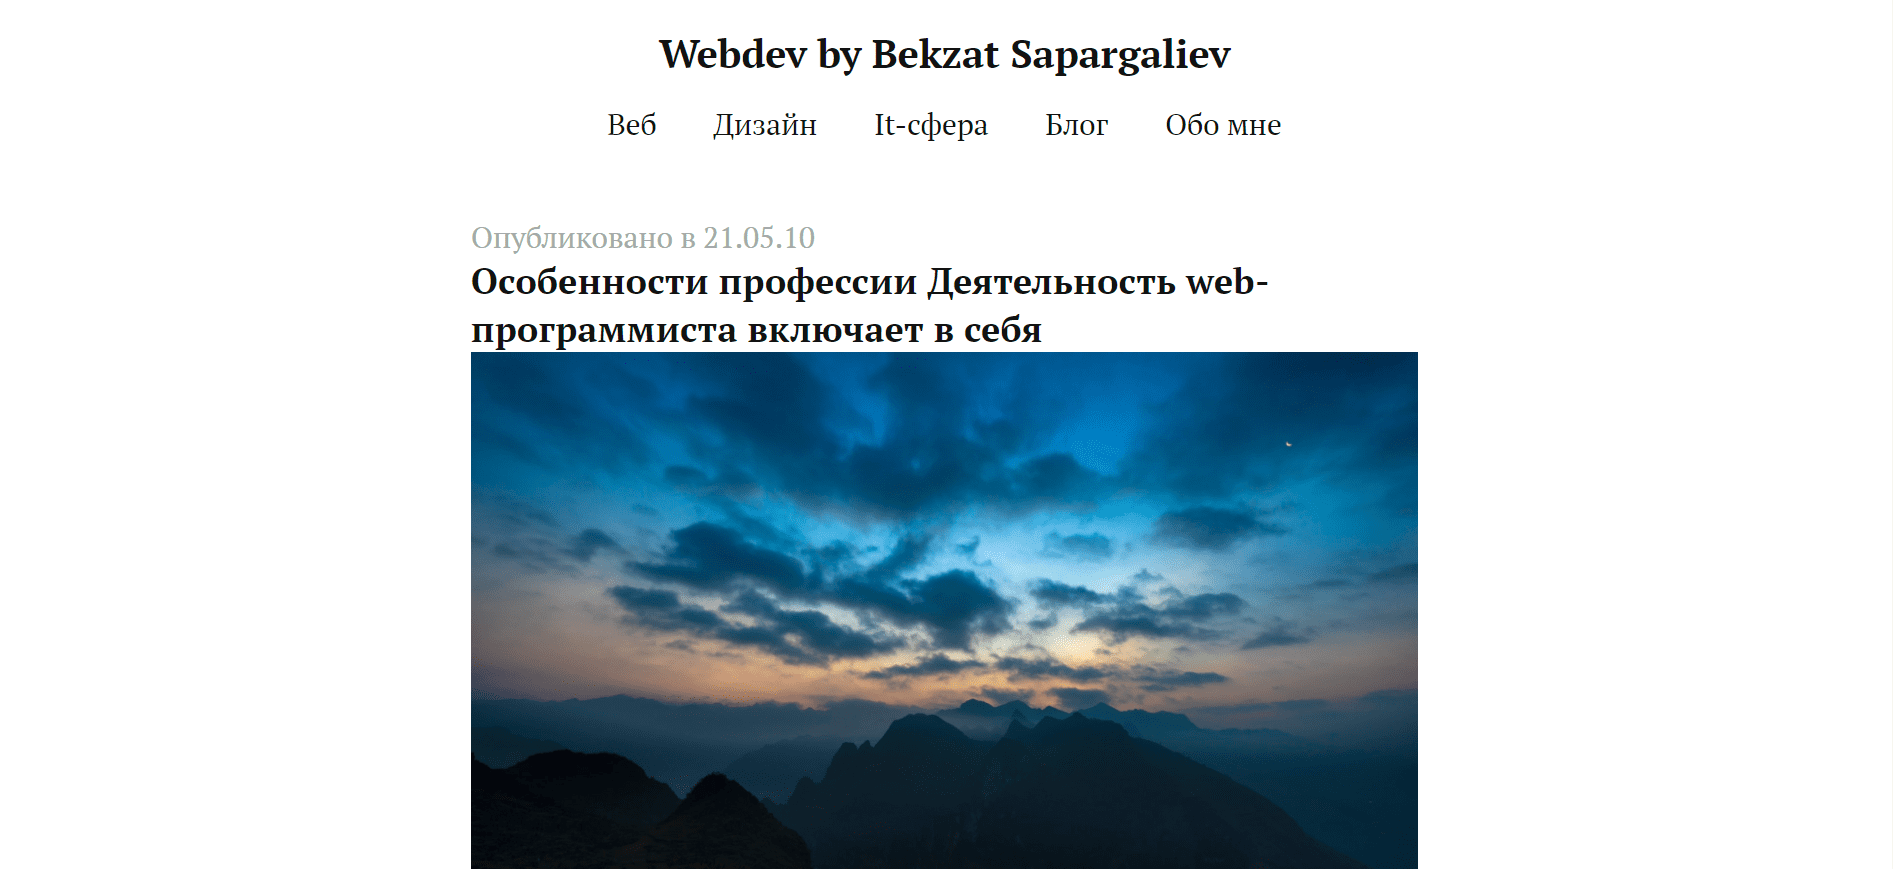 Webdev by Bekzat Sapargaliev
Веб Дизайн It-сфера Блог Обо мне
Опубликовано в 21.05.10
Особенности профессии Деятельность web-
программиста включает в себя